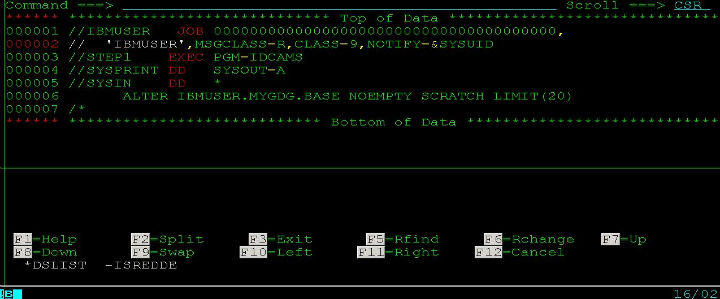 Command ===> Scroll ===> CSR
****** ***************************** Top of Data ******************************
000001 //IBMUSER JOB 0000000000000000000000000000000000000,
000002 // 'IBMUSER',MSGCLASS=R,CLASS=9,NOTIFY=&SYSUID
000003 //STEP1 EXEC PGM=IDCAMS
000004 //SYSPRINT DD SYSOUT=A
000005 //SYSIN DD *
000006 ALTER IBMUSER.MYGDG.BASE NOEMPTY SCRATCH LIMIT(20)
000007 /*
****** **************************** Bottom of Data ****************************
F1=Help F2=Split F3=Exit F5=Rfind F6=Rchange F7=Up
F8=Down F9=Swap F10=Left F11=Right F12=Cancel
*DSLIST -ISREDDE
16/02